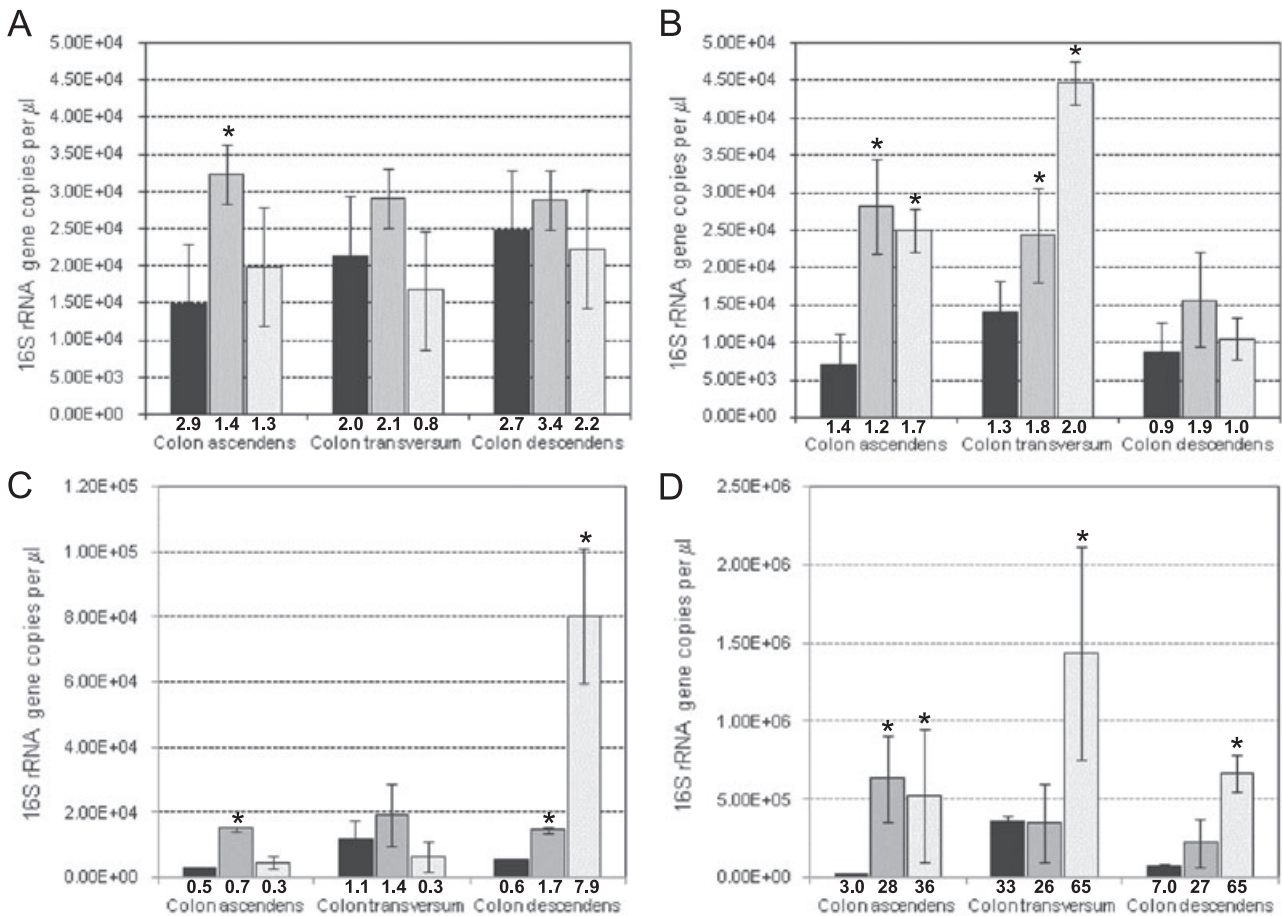 A
16S rRNA gene copies per µl
5.00E+04
4.50E+04
4.00E+04
3.50E+04
3.00E+04
2.50E+04
2.00E+04
1.50E+04
1.00E+04
5.00E+03
0.00E+00
*
2.9 1.4 1.3 2.0 2.1 0.8 2.7 3.4 2.2
Colon ascendens Colon transversum Colon descendens
B
16S rRNA gene copies per µl
5.00E+04
4.50E+04
4.00E+04
3.50E+04
3.00E+04
2.50E+04
2.00E+04
1.50E+04
1.00E+04
5.00E+03
0.00E+00
* * * *
1.4 1.2 1.7 1.3 1.8 2.0 0.9 1.9 1.0
Colon ascendens Colon transversum Colon descendens
C
16S rRNA gene copies per µl
1.20E+05
1.00E+05
8.00E+04
6.00E+04
4.00E+04
2.00E+04
0.00E+00
* * *
0.5 0.7 0.3 1.1 1.4 0.3 0.6 1.7 7.9
Colon ascendens Colon transversum Colon descendens
D
16S rRNA gene copies per µl
2.50E+06
2.00E+06
1.50E+06
1.00E+06
5.00E+05
0.00E+00
* * * *
3.0 28 36 33 26 65 7.0 27 65
Colon ascendens Colon transversum Colon descendens